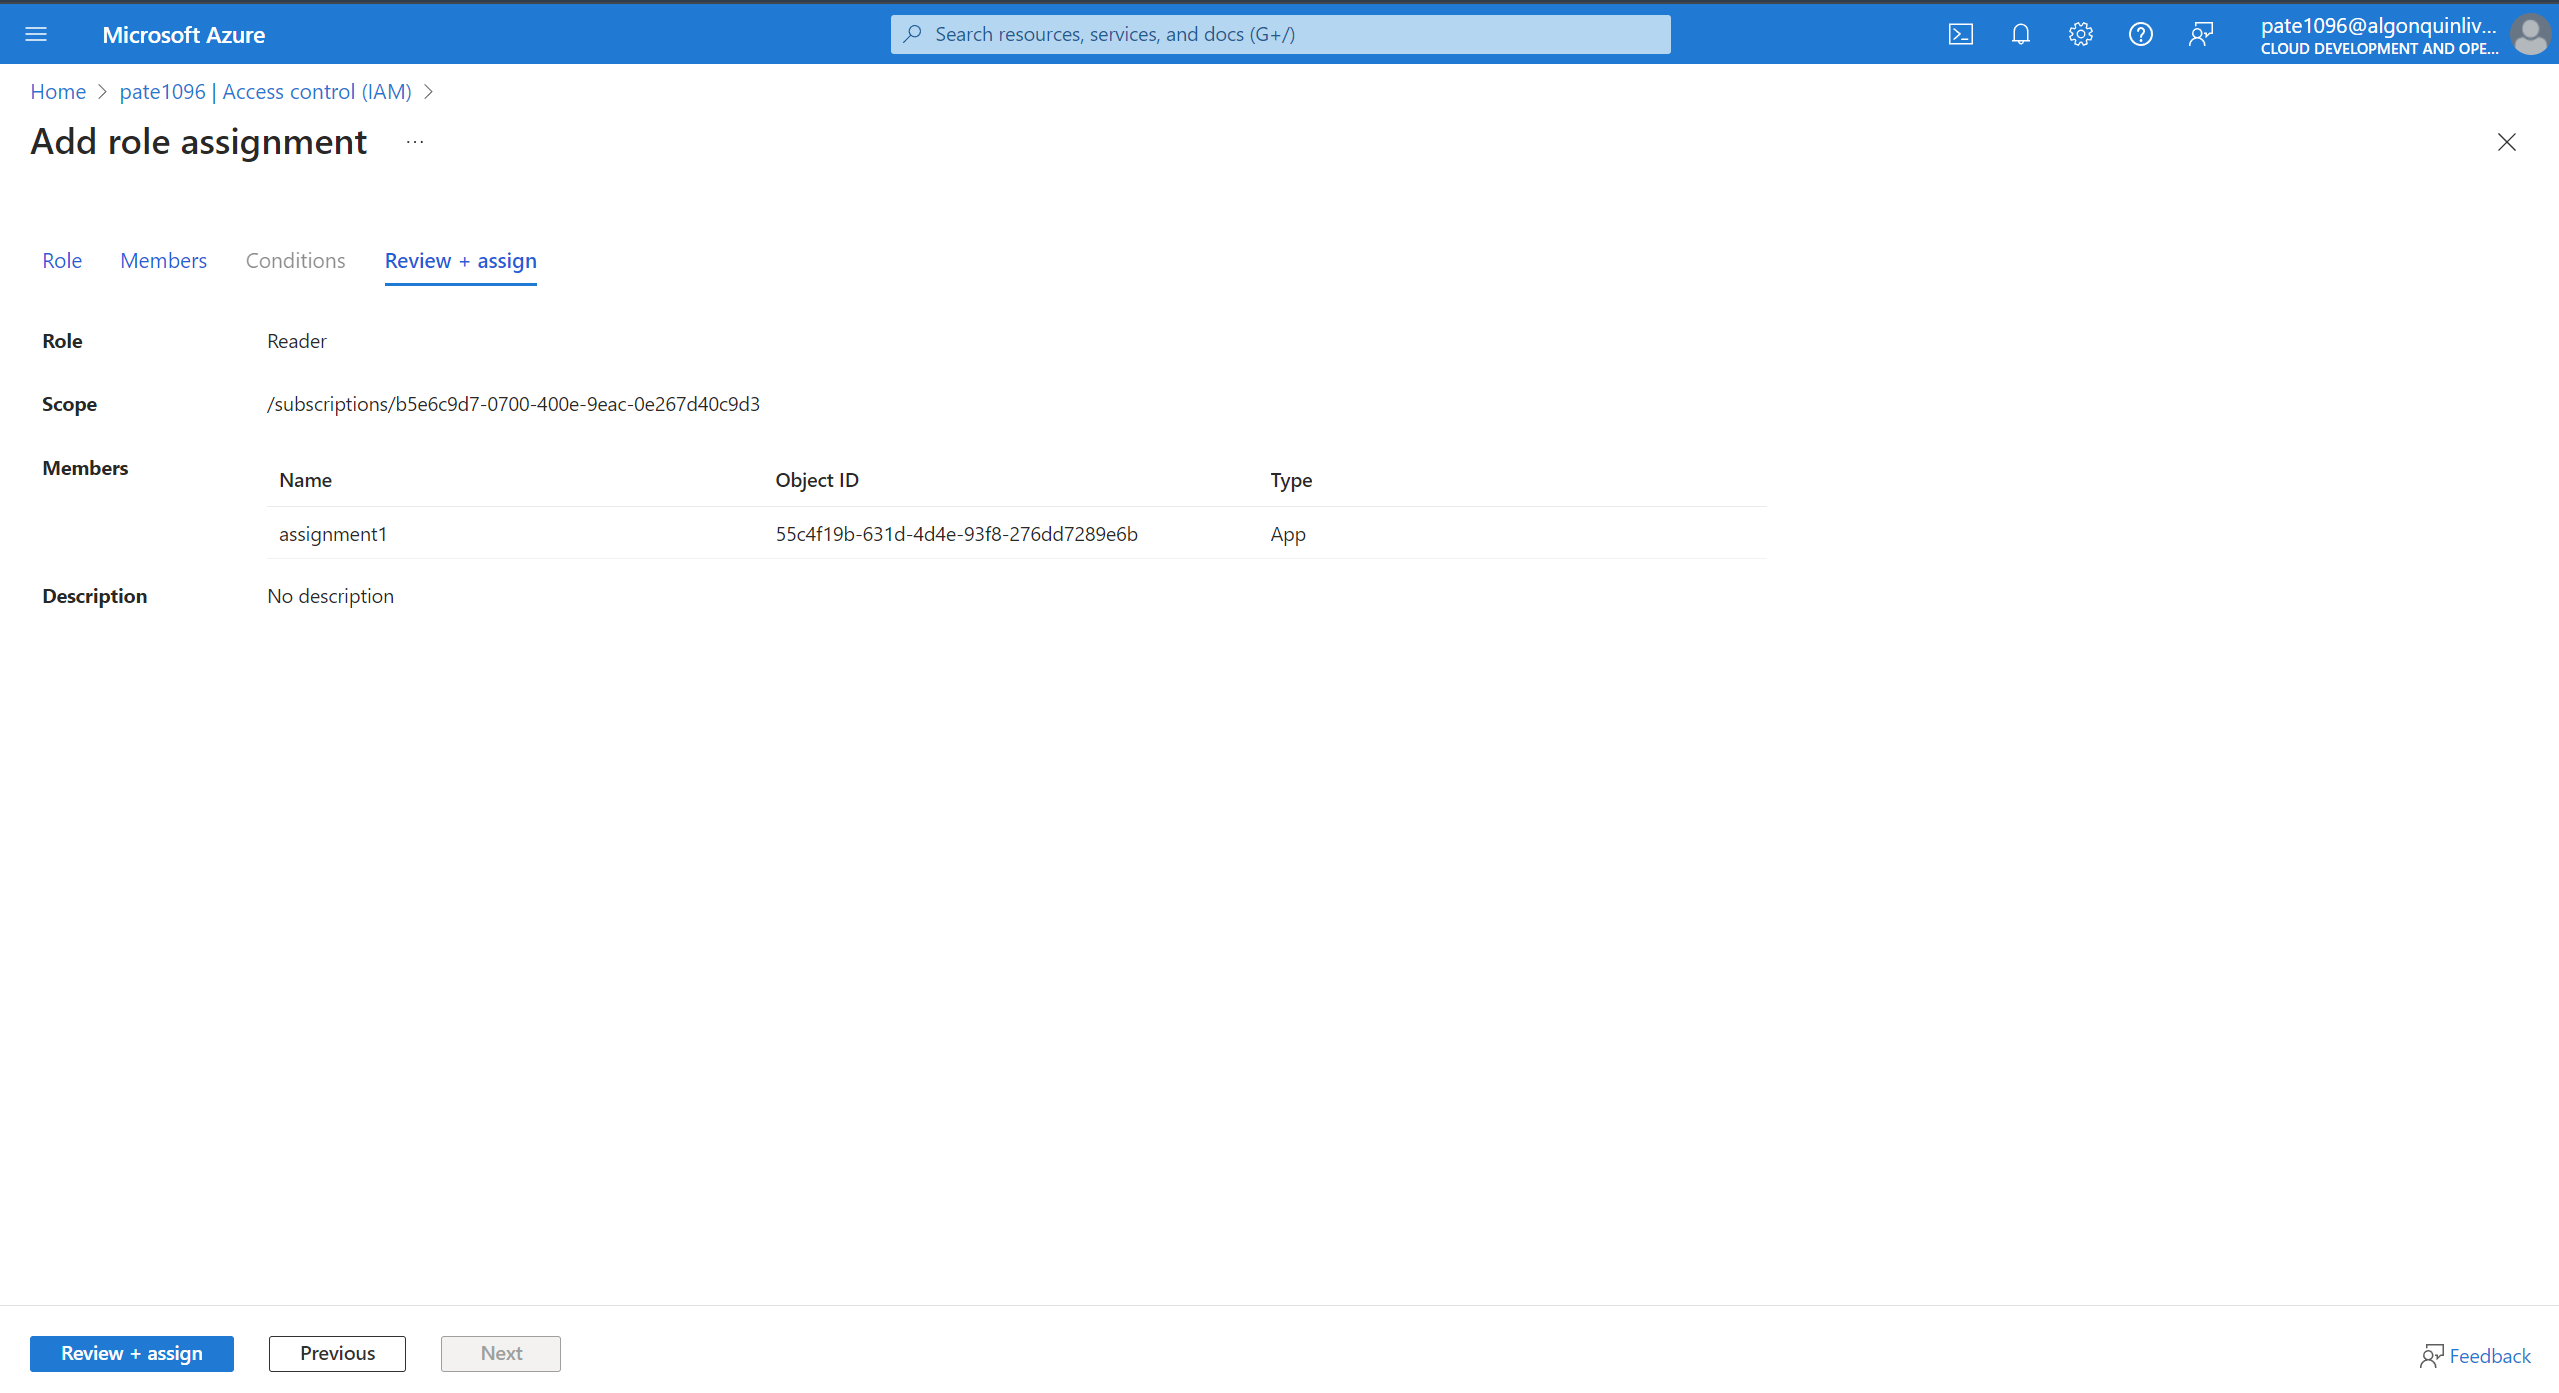 Microsoft Azure
Search resources, services, and docs (G+/)
pate1096@algonquinliv...
CLOUD DEVELOPMENT AND OPE...
Home > pate1096 | Access control (IAM) >
Add role assignment ...
Role Members Conditions Review + assign
Role Reader
Scope /subscriptions/b5e6c9d7-0700-400e-9eac-0e267d40c9d3
Members
Name Object ID Type
assignment1 55c4f19b-631d-4d4e-93f8-276dd7289e6b App
Description No description
Review + assign Previous Next Feedback